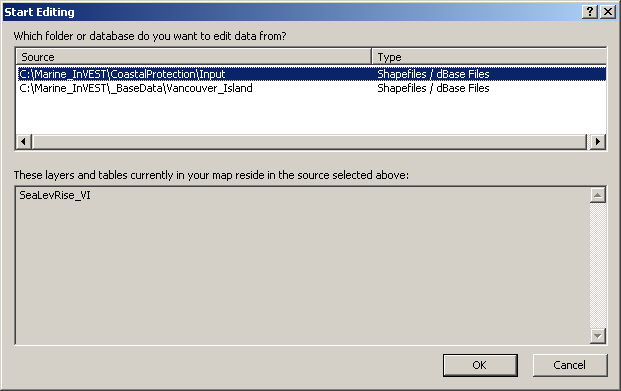 Start Editing
Which folder or database do you want to edit data from?
Source Type
C:\Marine_InVEST\CoastalProtection\Input Shapefiles / dBase Files
C:\Marine_InVEST\_BaseData\Vancouver_Island Shapefiles / dBase Files
These layers and tables currently in your map reside in the source selected above:
SeaLevRise_VI
OK Cancel